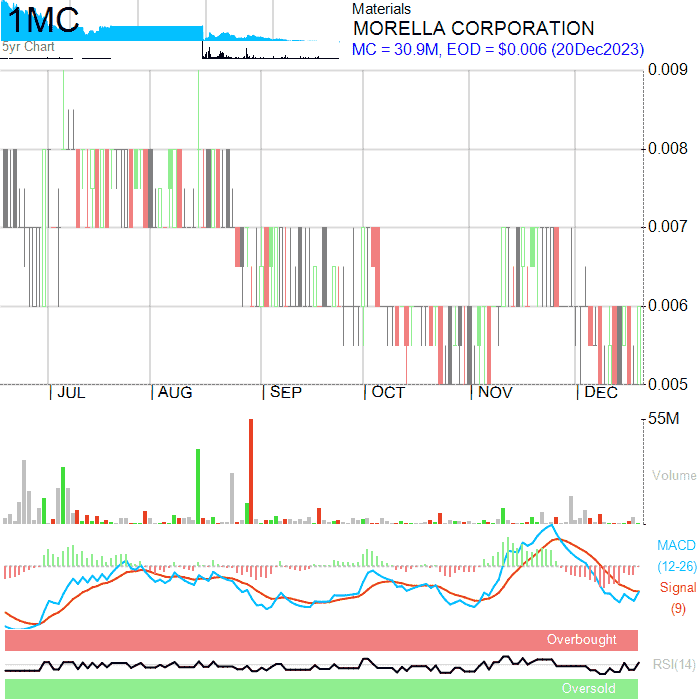 1MC
5yr Chart
Materials
MORELLA CORPORATION
MC = 30.9M, EOD = $0.006 (20Dec2023)
0.009
0.008
0.007
0.006
0.005
JUL AUG SEP OCT NOV DEC
55M
Volume
MACD
(12-26)
Signal
(9)
Overbought
RSI(14)
Oversold